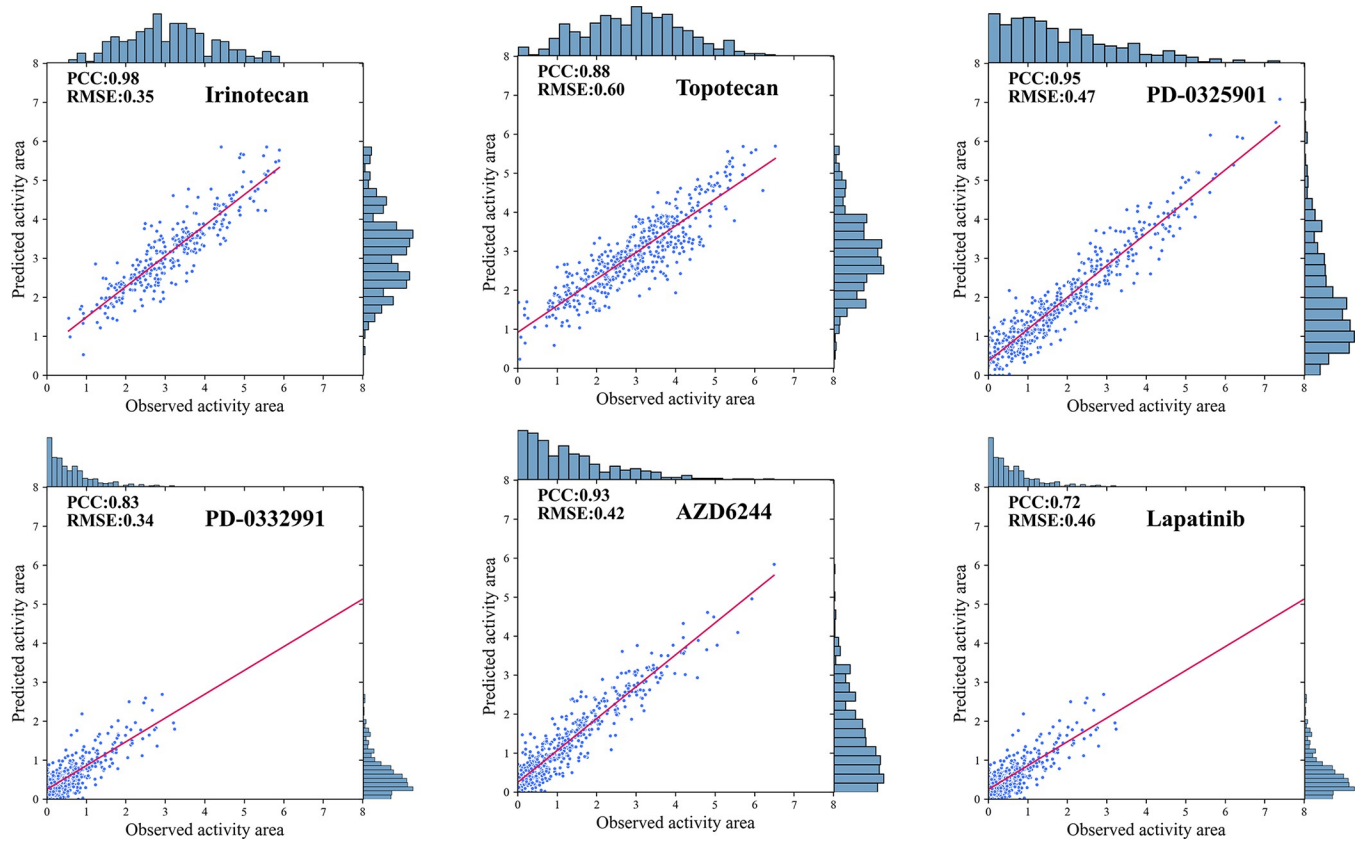 PCC:0.98
RMSE:0.35
Irinotecan
8
7
6
5
4
3
2
1
0
Predicted activity area
0 1 2 3 4 5 6 7 8
Observed activity area
PCC:0.88
RMSE:0.60
Topotecan
8
7
6
5
4
3
2
1
0
Predicted activity area
0 1 2 3 4 5 6 7 8
Observed activity area
PCC:0.95
RMSE:0.47
PD-0325901
8
7
6
5
4
3
2
1
0
Predicted activity area
0 1 2 3 4 5 6 7 8
Observed activity area
PCC:0.83
RMSE:0.34
PD-0332991
8
7
6
5
4
3
2
1
0
Predicted activity area
0 1 2 3 4 5 6 7 8
Observed activity area
PCC:0.93
RMSE:0.42
AZD6244
8
7
6
5
4
3
2
1
0
Predicted activity area
0 1 2 3 4 5 6 7 8
Observed activity area
PCC:0.72
RMSE:0.46
Lapatinib
8
7
6
5
4
3
2
1
0
Predicted activity area
0 1 2 3 4 5 6 7 8
Observed activity area